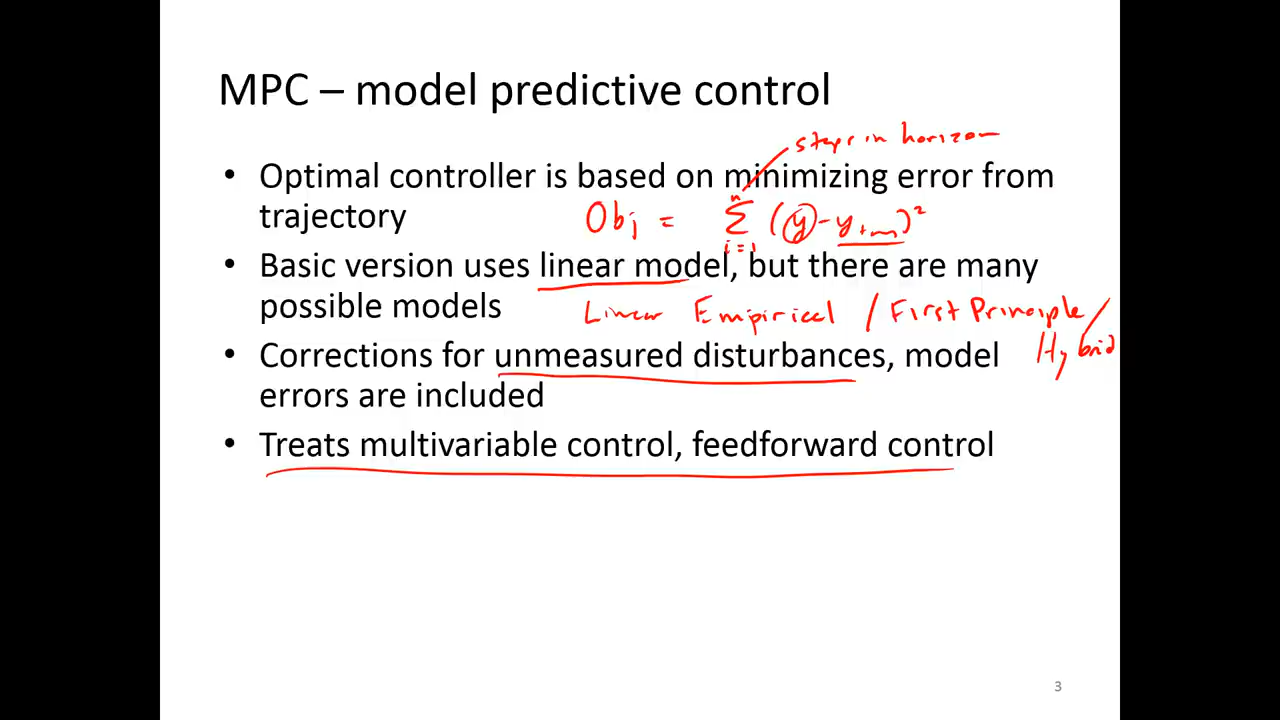 MPC – model predictive control
steps in horizon
• Optimal controller is based on minimizing error from
trajectory
Obj = n Σ i=1 (y - y_traj)²
• Basic version uses linear model, but there are many
possible models
Linear Empirical / First Principle /
Hybrid
• Corrections for unmeasured disturbances, model
errors are included
• Treats multivariable control, feedforward control
3